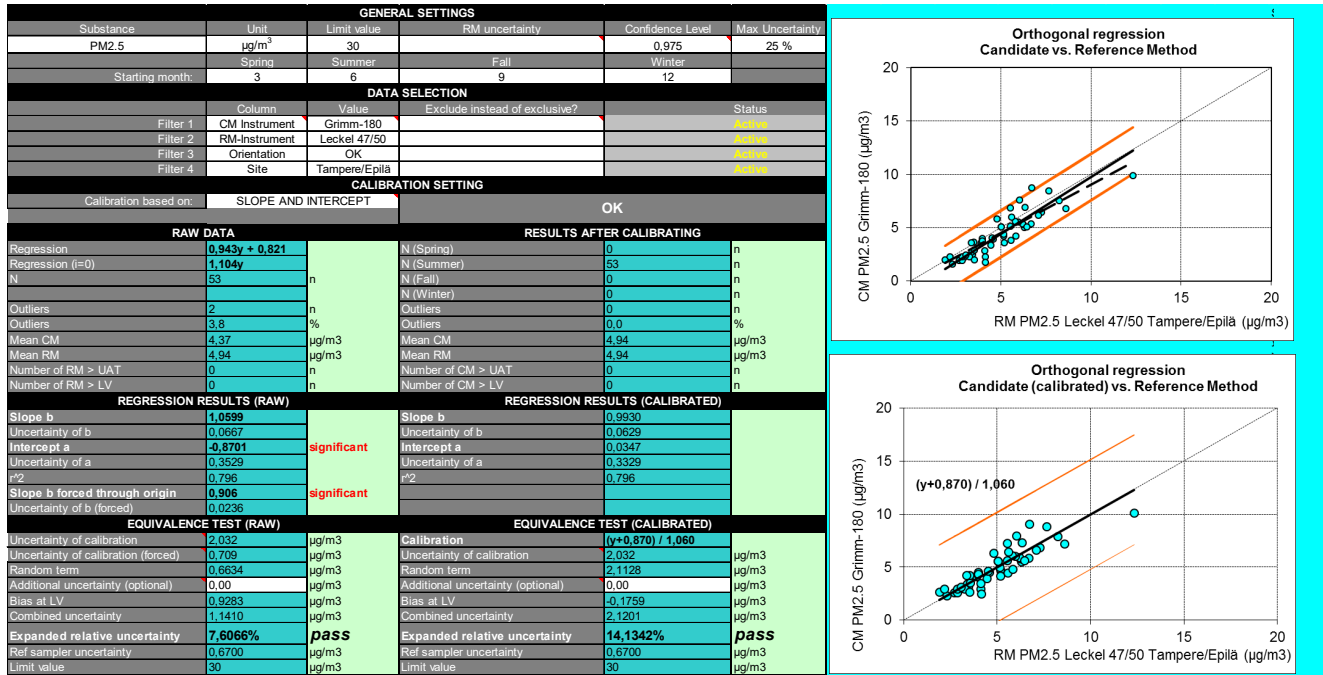 GENERAL SETTINGS
Substance Unit Limit value RM uncertainty Confidence Level Max Uncertainty
PM2.5 µg/m³ 30 0,975 25 %
Spring Summer Fall Winter
Starting month: 3 6 9 12
DATA SELECTION
Column Value Exclude instead of exclusive? Status
Filter 1 CM Instrument Grimm-180 Active
Filter 2 RM-Instrument Leckel 47/50 Active
Filter 3 Orientation OK Active
Filter 4 Site Tampere/Epilä Active
CALIBRATION SETTING
Calibration based on: SLOPE AND INTERCEPT OK
RAW DATA RESULTS AFTER CALIBRATING
Regression 0,943y + 0,821 N (Spring) 0 n
Regression (i=0) 1,104y N (Summer) 53 n
N 53 n N (Fall) 0 n
N (Winter) 0 n
Outliers 2 n Outliers 0 n
Outliers 3,8 % Outliers 0,0 %
Mean CM 4,37 µg/m3 Mean CM 4,94 µg/m3
Mean RM 4,94 µg/m3 Mean RM 4,94 µg/m3
Number of RM > UAT 0 n Number of CM > UAT 0 n
Number of RM > LV 0 n Number of CM > LV 0 n
REGRESSION RESULTS (RAW) REGRESSION RESULTS (CALIBRATED)
Slope b 1,0599 Slope b 0,9930
Uncertainty of b 0,0667 Uncertainty of b 0,0629
Intercept a -0,8701 significant Intercept a 0,0347
Uncertainty of a 0,3529 Uncertainty of a 0,3329
r^2 0,796 r^2 0,796
Slope b forced through origin 0,906 significant
Uncertainty of b (forced) 0,0236
EQUIVALENCE TEST (RAW) EQUIVALENCE TEST (CALIBRATED)
Uncertainty of calibration 2,032 µg/m3 Calibration (y+0,870) / 1,060
Uncertainty of calibration (forced) 0,709 µg/m3 Uncertainty of calibration 2,032 µg/m3
Random term 0,6634 µg/m3 Random term 2,1128 µg/m3
Additional uncertainty (optional) 0,00 µg/m3 Additional uncertainty (optional) 0,00 µg/m3
Bias at LV 0,9283 µg/m3 Bias at LV -0,1759 µg/m3
Combined uncertainty 1,1410 µg/m3 Combined uncertainty 2,1201 µg/m3
Expanded relative uncertainty 7,6066% pass Expanded relative uncertainty 14,1342% pass
Ref sampler uncertainty 0,6700 µg/m3 Ref sampler uncertainty 0,6700 µg/m3
Limit value 30 µg/m3 Limit value 30 µg/m3
Orthogonal regression
Candidate vs. Reference Method
CM PM2.5 Grimm-180 (µg/m3)
20
15
10
5
0
0 5 10 15 20
RM PM2.5 Leckel 47/50 Tampere/Epilä (µg/m3)
Orthogonal regression
Candidate (calibrated) vs. Reference Method
CM PM2.5 Grimm-180 (µg/m3)
20
15
(y+0,870) / 1,060
10
5
0
0 5 10 15 20
RM PM2.5 Leckel 47/50 Tampere/Epilä (µg/m3)